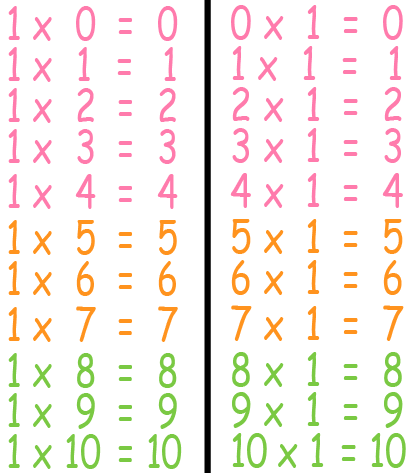 1 x 0 = 0
1 x 1 = 1
1 x 2 = 2
1 x 3 = 3
1 x 4 = 4
1 x 5 = 5
1 x 6 = 6
1 x 7 = 7
1 x 8 = 8
1 x 9 = 9
1 x 10 = 10
0 x 1 = 0
1 x 1 = 1
2 x 1 = 2
3 x 1 = 3
4 x 1 = 4
5 x 1 = 5
6 x 1 = 6
7 x 1 = 7
8 x 1 = 8
9 x 1 = 9
10 x 1 = 10